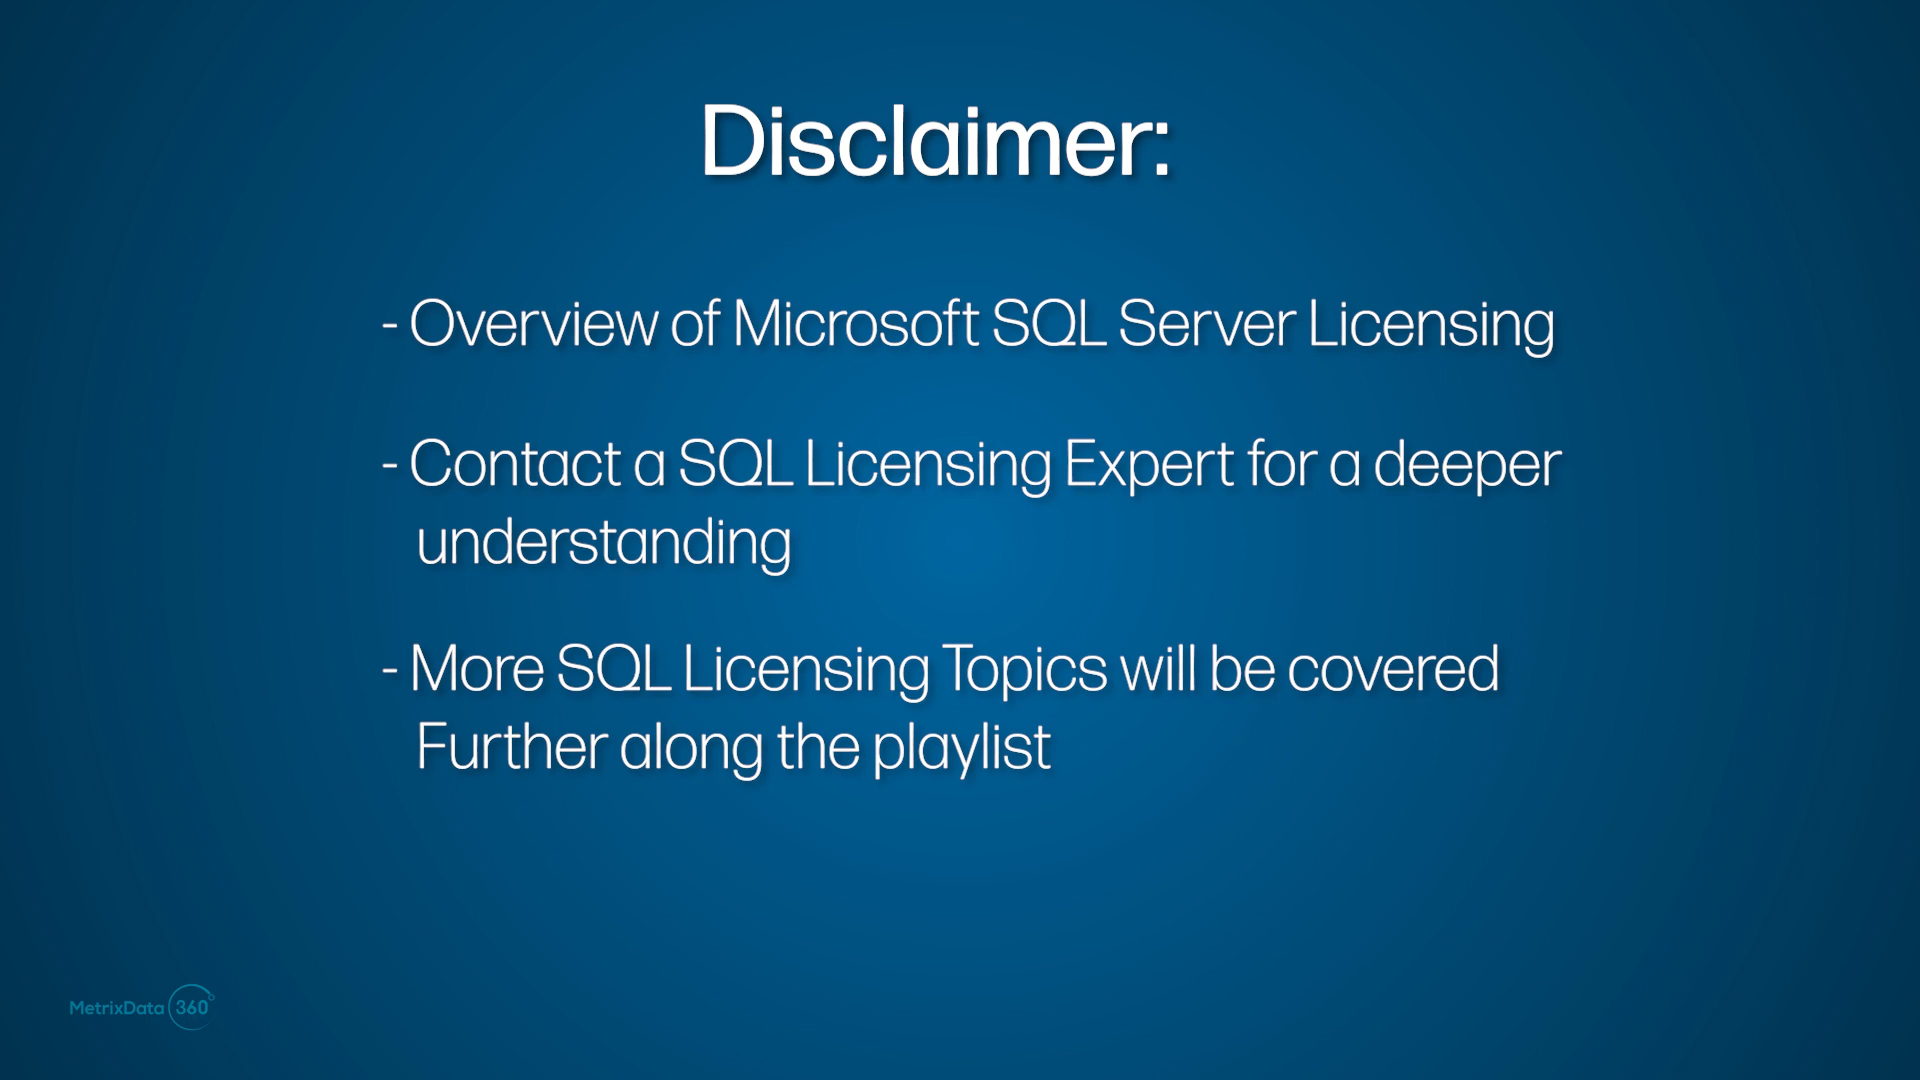 Disclaimer:
- Overview of Microsoft SQL Server Licensing
- Contact a SQL Licensing Expert for a deeper
understanding
- More SQL Licensing Topics will be covered
Further along the playlist
MetrixData 360